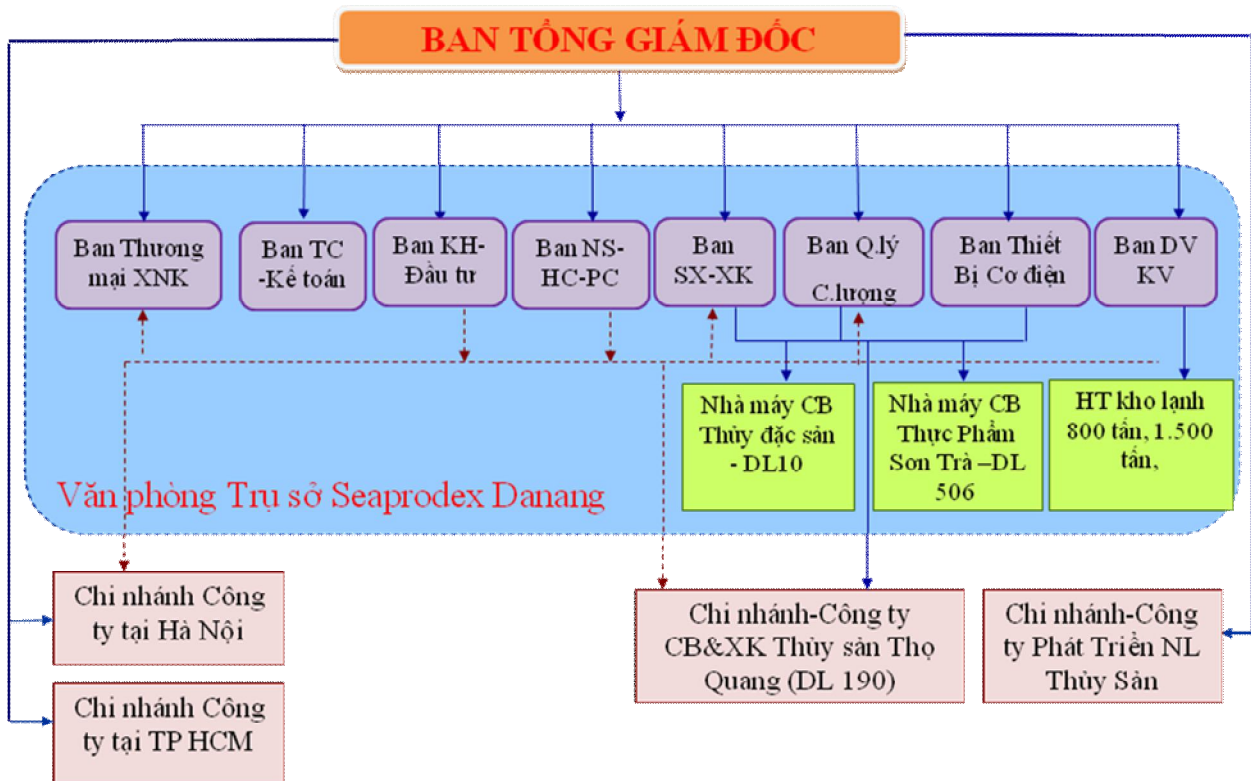 BAN TỔNG GIÁM ĐỐC
Ban Thương
mại XNK
Ban TC
-Kế toán
Ban KH-
Đầu tư
Ban NS-
HC-PC
Ban
SX-XK
Ban Q.lý
C.lượng
Ban Thiết
Bị Cơ điện
Ban DV
KV
Nhà máy CB
Thủy đặc sản
- DL10
Nhà máy CB
Thực Phẩm
Sơn Trà –DL
506
HT kho lạnh
800 tấn, 1.500
tấn,
Văn phòng Trụ sở Seaprodex Danang
Chi nhánh Công
ty tại Hà Nội
Chi nhánh-Công ty
CB&XK Thủy sản Thọ
Quang (DL 190)
Chi nhánh-Công
ty Phát Triển NL
Thủy Sản
Chi nhánh Công
ty tại TP HCM